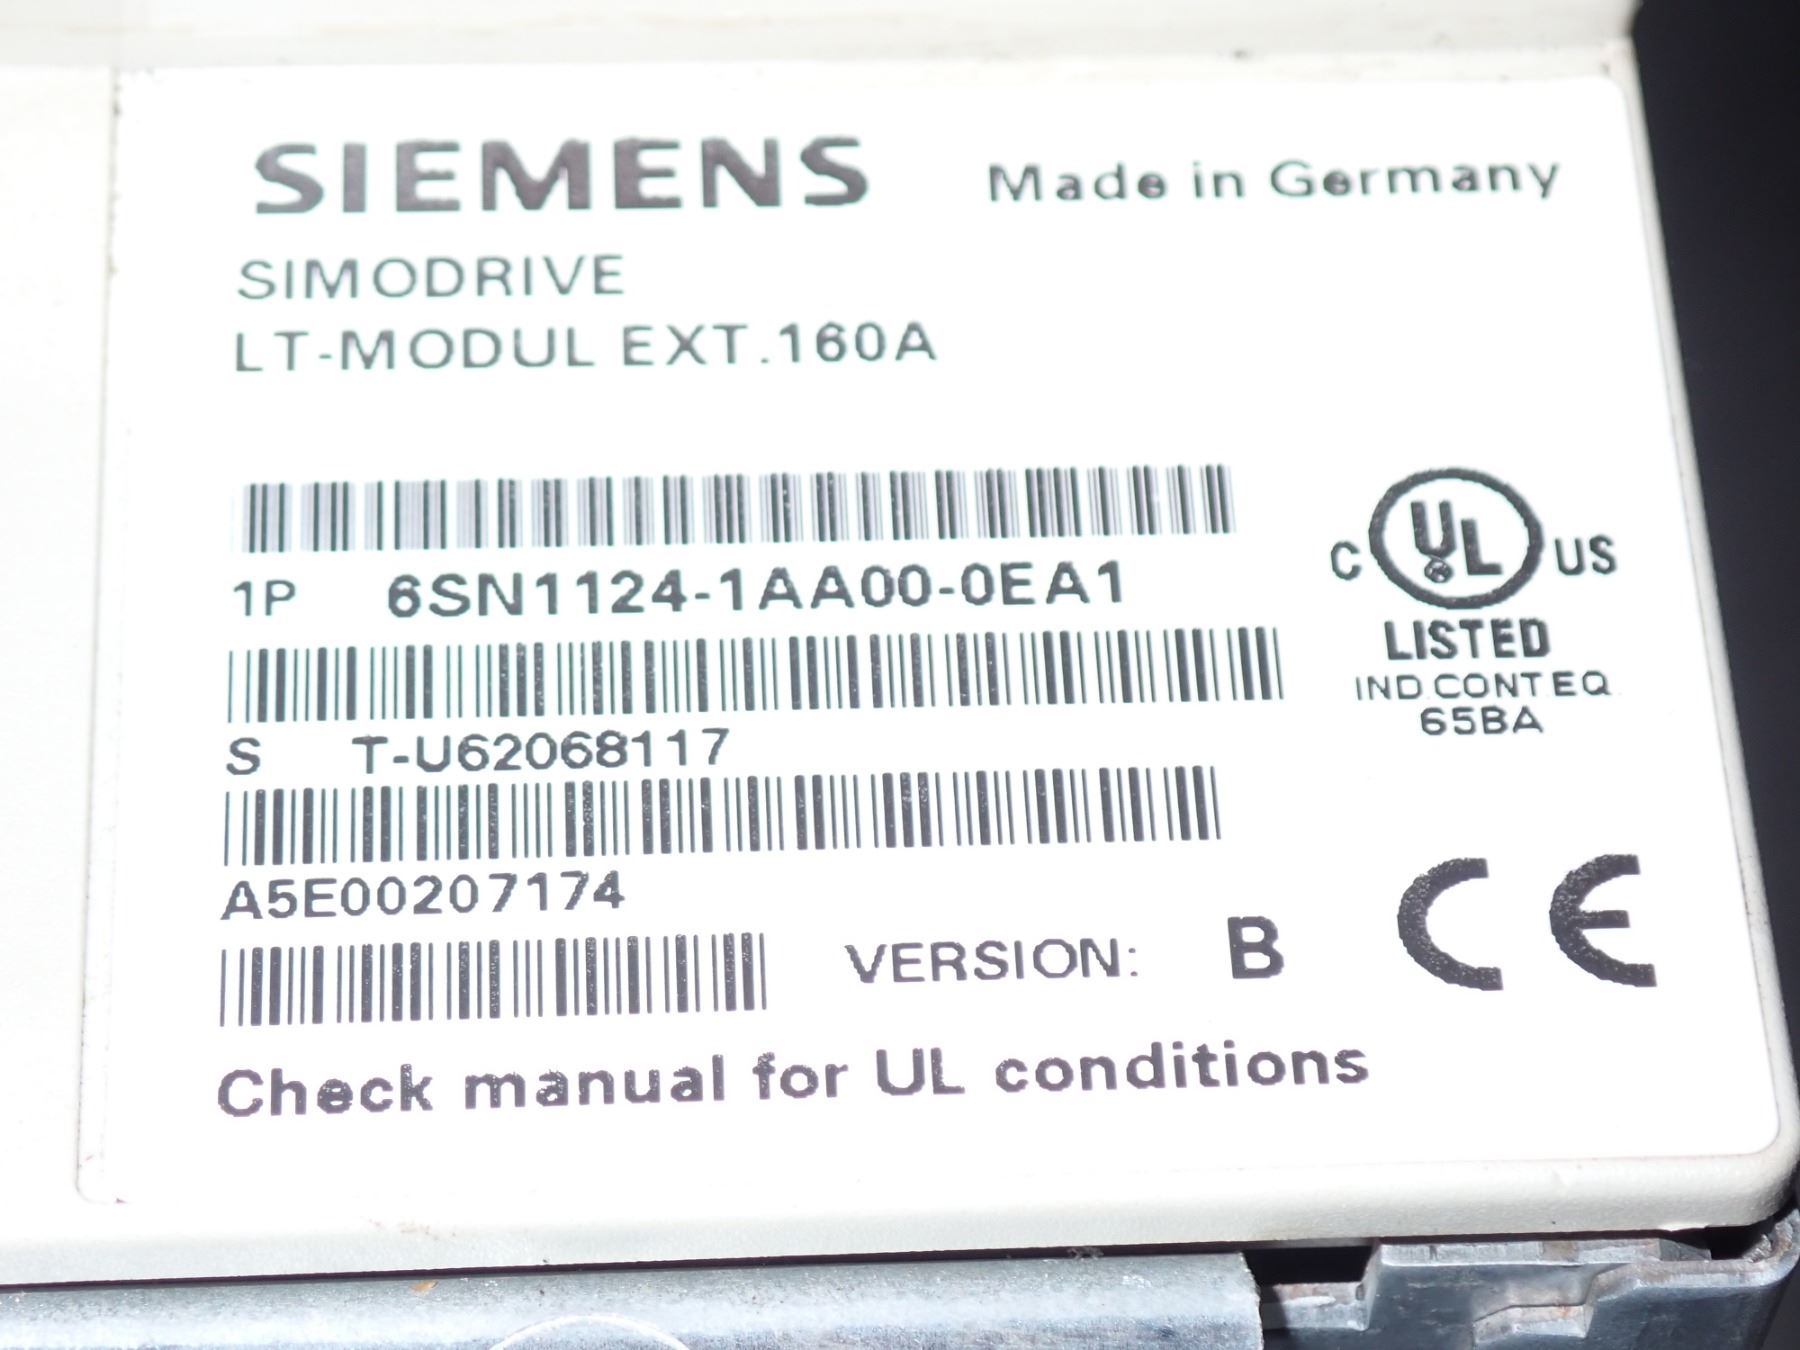 SIEMENS Made in Germany
SIMODRIVE
LT-MODUL EXT.160A
1P 6SN1124-1AA00-0EA1
C UL US
LISTED
IND.CONT.EQ.
65BA
S T-U62068117
A5E00207174
VERSION: B CE
Check manual for UL conditions